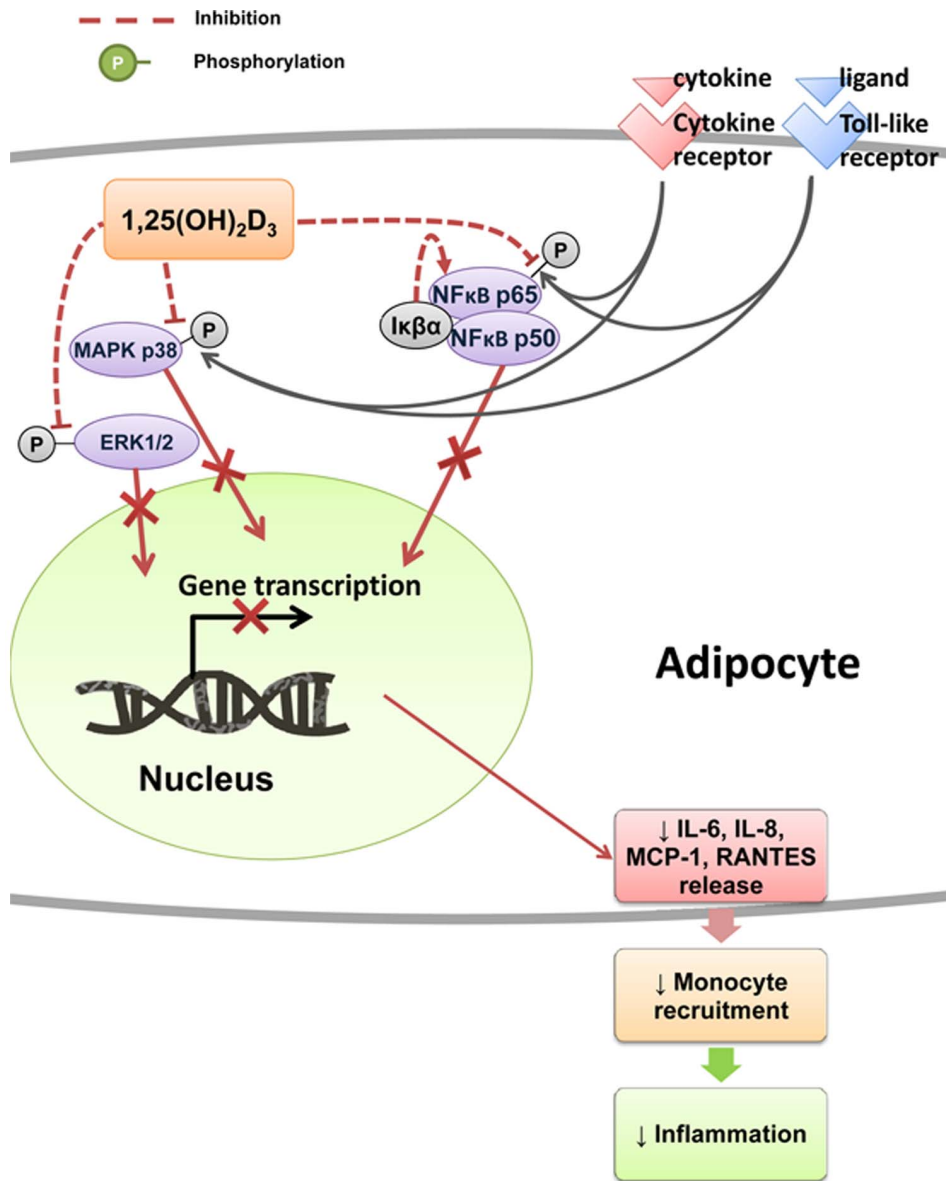 Inhibition
P
Phosphorylation
cytokine
ligand
Cytokine
receptor
Toll-like
receptor
1,25(OH)₂D₃
P
NFκB p65
Iκβα
NFκB p50
P
MAPK p38
P
ERK1/2
Gene transcription
Adipocyte
Nucleus
↓ IL-6, IL-8,
MCP-1, RANTES
release
↓ Monocyte
recruitment
↓ Inflammation